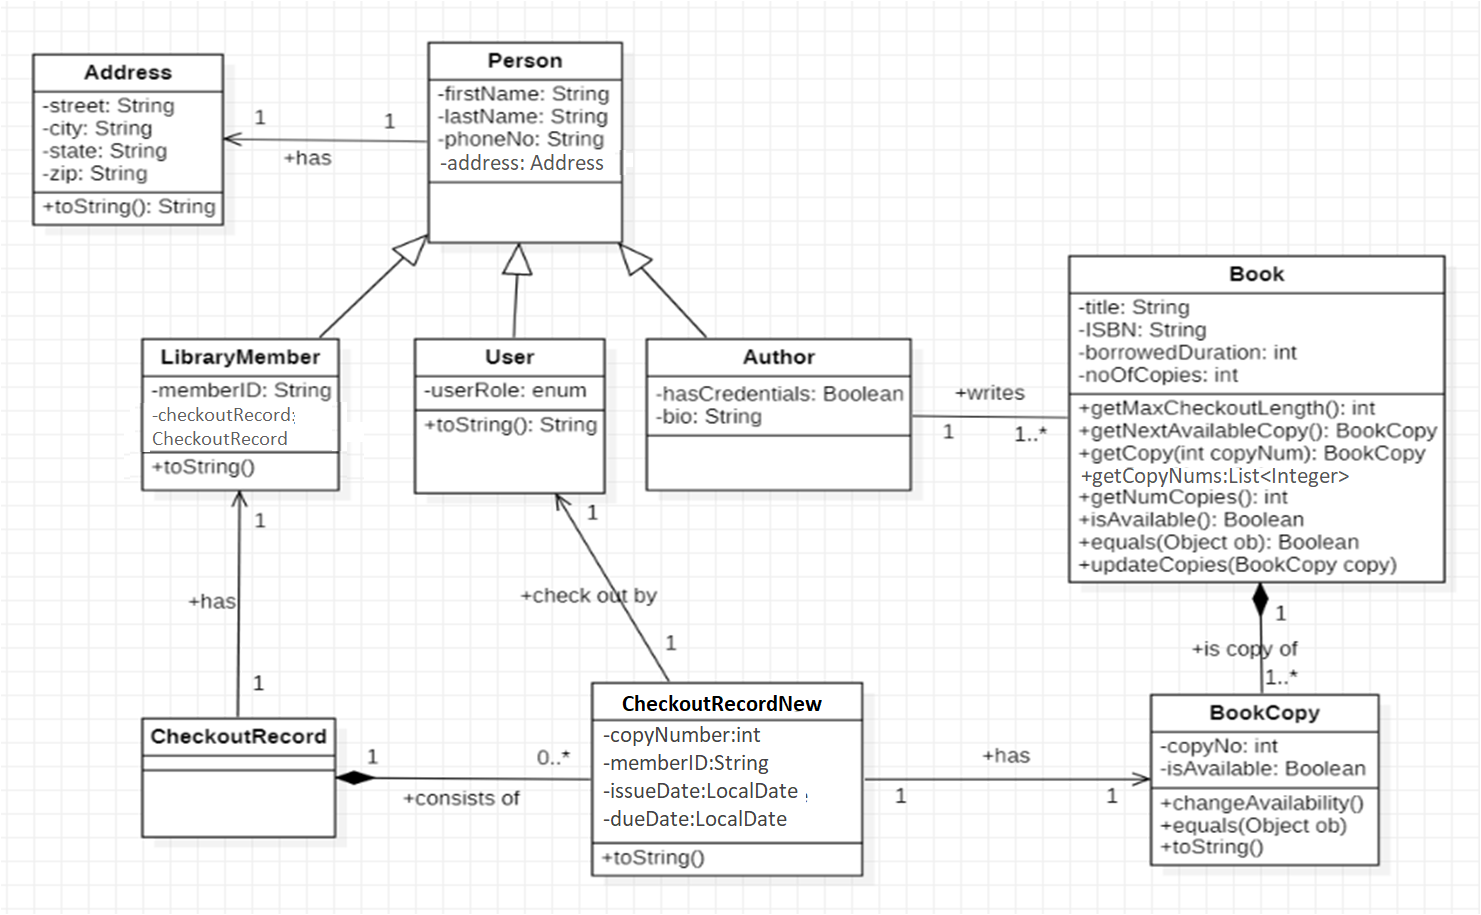 Address
-street: String
-city: String
-state: String
-zip: String
+toString(): String
1
1
+has
Person
-firstName: String
-lastName: String
-phoneNo: String
-address: Address
LibraryMember
-memberID: String
-checkoutRecord:
CheckoutRecord
+toString()
User
-userRole: enum
+toString(): String
Author
-hasCredentials: Boolean
-bio: String
+writes
1
1..*
Book
-title: String
-ISBN: String
-borrowedDuration: int
-noOfCopies: int
+getMaxCheckoutLength(): int
+getNextAvailableCopy(): BookCopy
+getCopy(int copyNum): BookCopy
+getCopyNums:List<Integer>
+getNumCopies(): int
+isAvailable(): Boolean
+equals(Object ob): Boolean
+updateCopies(BookCopy copy)
1
+has
1
1
+check out by
1
1
+is copy of
1..*
CheckoutRecord
1
0..*
+consists of
CheckoutRecordNew
-copyNumber:int
-memberID:String
-issueDate:LocalDate
-dueDate:LocalDate
+toString()
+has
1
1
BookCopy
-copyNo: int
-isAvailable: Boolean
+changeAvailability()
+equals(Object ob)
+toString()